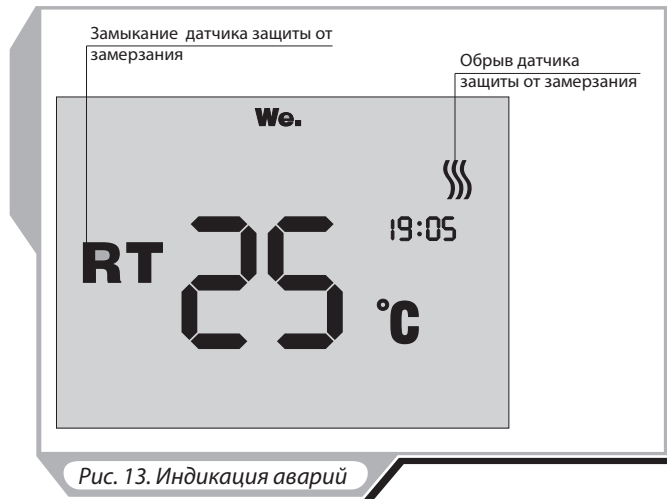 Замыкание датчика защиты от
замерзания
Обрыв датчика
защиты от замерзания
We.
19:05
RT 25 °C
Рис. 13. Индикация аварий